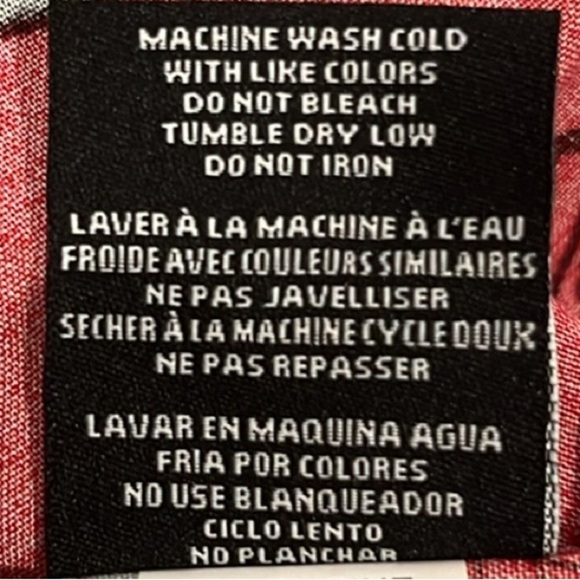 MACHINE WASH COLD
WITH LIKE COLORS
DO NOT BLEACH
TUMBLE DRY LOW
DO NOT IRON
LAVER À LA MACHINE À L'EAU
FROIDE AVEC COULEURS SIMILAIRES
NE PAS JAVELLISER
SECHER À LA MACHINE CYCLE DOUX
NE PAS REPASSER
LAVAR EN MAQUINA AGUA
FRIA POR COLORES
NO USE BLANQUEADOR
CICLO LENTO
NO PLANCHAR